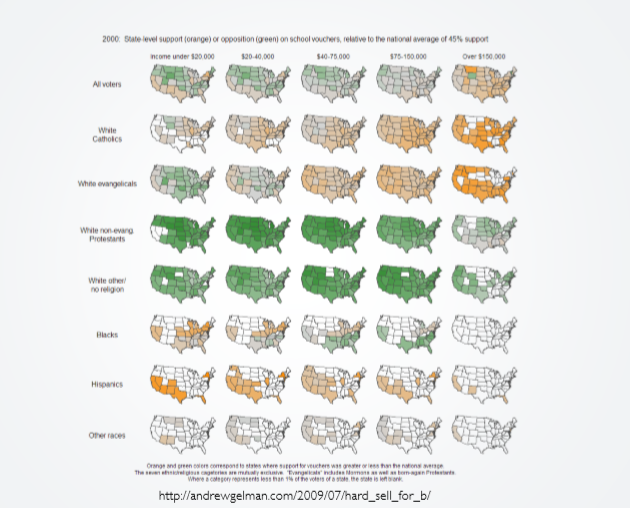 2000: State-level support (orange) or opposition (green) on school vouchers, relative to the national average of 45% support
Income under $20,000 $20-40,000 $40-75,000 $75-150,000 Over $150,000
All voters
White
Catholics
White evangelicals
White non-evang.
Protestants
White other/
no religion
Blacks
Hispanics
Other races
Orange and green colors correspond to states where support for vouchers was greater or less than the national average.
The seven ethnic/religious cagetories are mutually exclusive. "Evangelicals" includes Mormons as well as born-again Protestants.
Where a category represents less than 1% of the voters of a state, the state is left blank.
http://andrewgelman.com/2009/07/hard_sell_for_b/